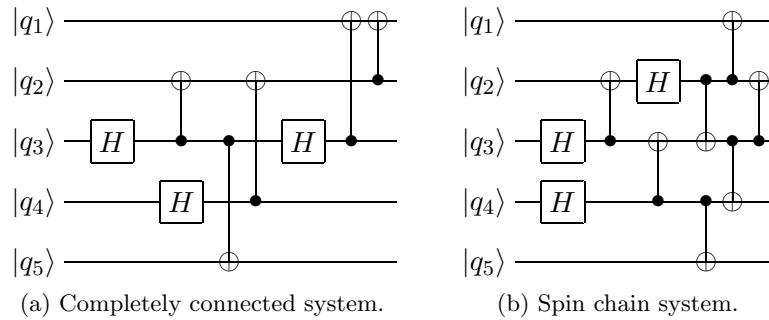 |q₁⟩ |q₁⟩
|q₂⟩ H |q₂⟩
|q₃⟩ H H |q₃⟩ H
|q₄⟩ H |q₄⟩ H
|q₅⟩ |q₅⟩
(a) Completely connected system. (b) Spin chain system.